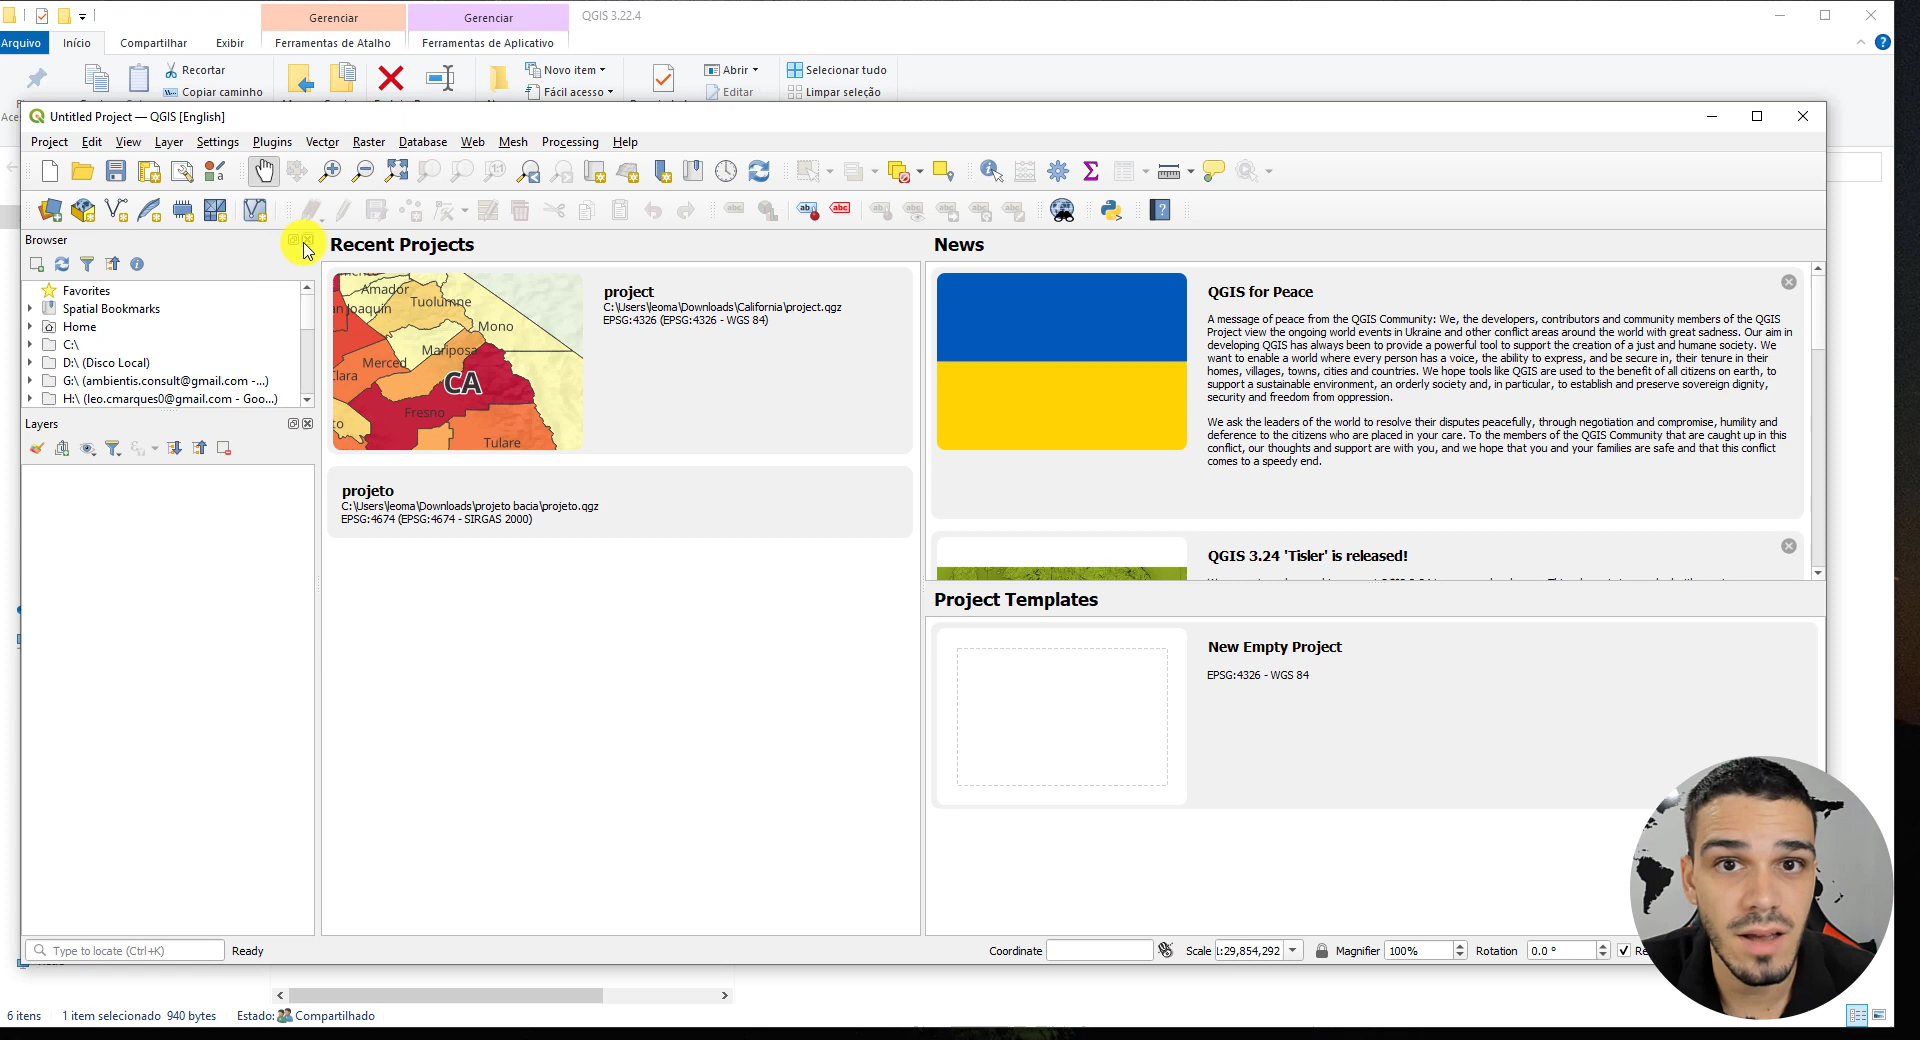 Gerenciar
Gerenciar
QGIS 3.22.4
Arquivo
Início
Compartilhar
Exibir
Ferramentas de Atalho
Ferramentas de Aplicativo
Recortar
Copiar caminho
Novo item
Fácil acesso
Abrir
Editar
Selecionar tudo
Limpar seleção
Untitled Project — QGIS [English]
Project Edit View Layer Settings Plugins Vector Raster Database Web Mesh Processing Help
Browser
Favorites
Spatial Bookmarks
Home
C:\
D:\ (Disco Local)
G:\ (ambientis.consult@gmail.com -...)
H:\ (leo.cmarques0@gmail.com - Goo...)
Layers
Recent Projects
Amador
Tuolumne
Mono
Mariposa
Merced
CA
Fresno
Tulare
project
C:\Users\leoma\Downloads\California\project.qgz
EPSG:4326 (EPSG:4326 - WGS 84)
projeto
C:\Users\leoma\Downloads\projeto bacia\projeto.qgz
EPSG:4674 (EPSG:4674 - SIRGAS 2000)
News
QGIS for Peace
A message of peace from the QGIS Community: We, the developers, contributors and community members of the QGIS
Project view the ongoing world events in Ukraine and other conflict areas around the world with great sadness. Our aim in
developing QGIS has always been to provide a powerful tool to support the creation of a just and humane society. We
want to enable a world where every person has a voice, the ability to express, and be secure in, their tenure in their
homes, villages, towns, cities and countries. We hope tools like QGIS are used to the benefit of all citizens on earth, to
support a sustainable environment, an orderly society and, in particular, to establish and preserve sovereign dignity,
security and freedom from oppression.
We ask the leaders of the world to resolve their disputes peacefully, through negotiation and compromise, humility and
deference to the citizens who are placed in your care. To the members of the QGIS Community that are caught up in this
conflict, our thoughts and support are with you, and we hope that you and your families are safe and that this conflict
comes to a speedy end.
QGIS 3.24 'Tisler' is released!
Project Templates
New Empty Project
EPSG:4326 - WGS 84
Type to locate (Ctrl+K)
Ready
Coordinate
Scale
1:29,854,292
Magnifier
100%
Rotation
0.0 °
6 itens
1 item selecionado 940 bytes
Estado:
Compartilhado